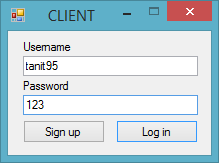 CLIENT
Username
tanit95
Password
123
Sign up
Log in